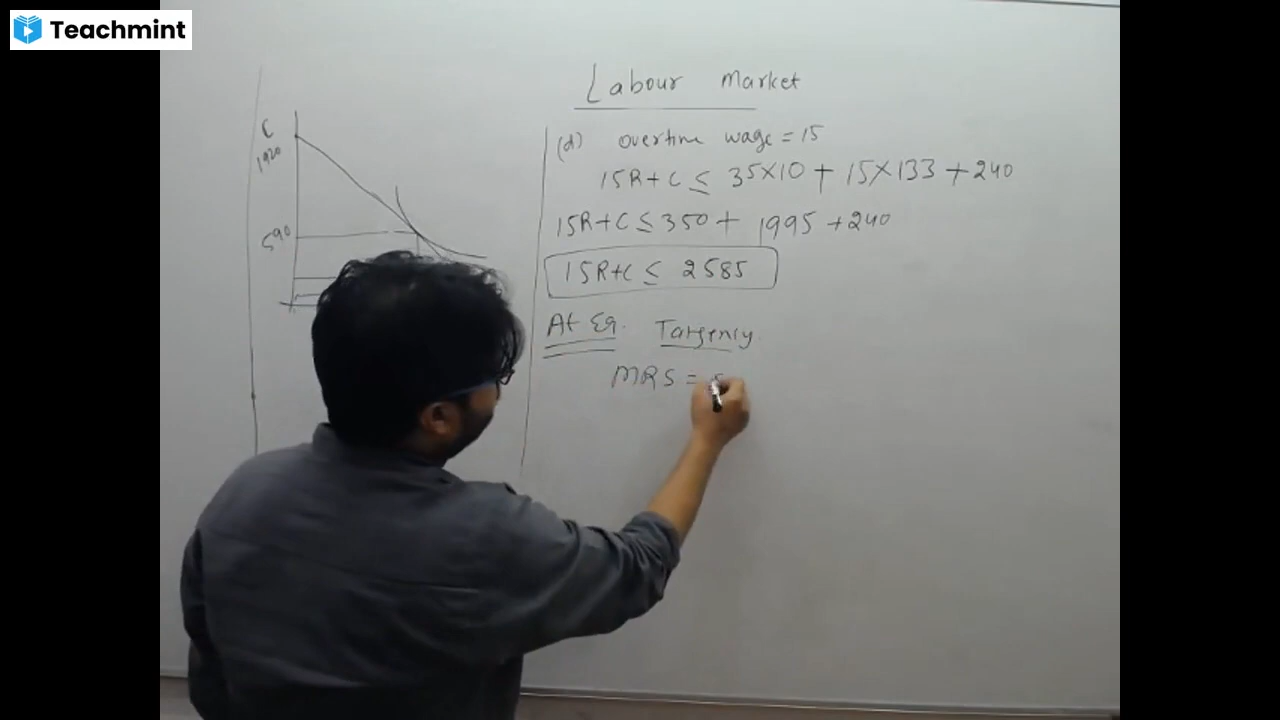 Teachmint
Labour Market
C
1920
590
(d) overtime wage = 15
15R+C ≤ 35×10 + 15×133 + 240
15R+C ≤ 350 + 1995 + 240
15R+C ≤ 2585
At Eq. Tangency
MRS =